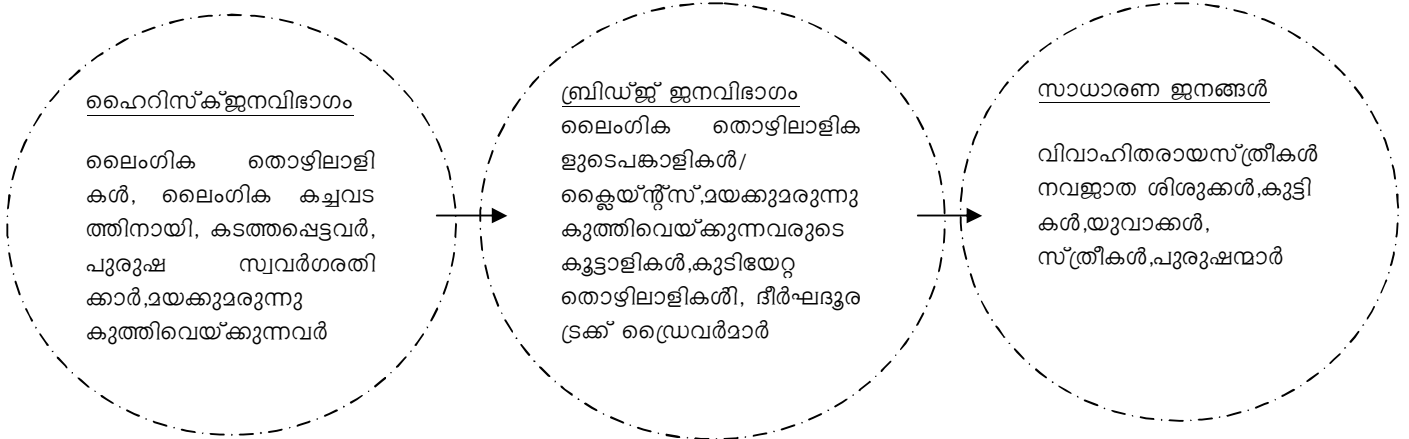 ഹൈറിസ്ക്ജനവിഭാഗം
ലൈംഗിക തൊഴിലാളി
കൾ, ലൈംഗിക കച്ചവട
ത്തിനായി, കടത്തപ്പെട്ടവർ,
പുരുഷ സ്വവർഗരതി
ക്കാർ,മയക്കുമരുന്നു
കുത്തിവെയ്ക്കുന്നവർ
ബ്രിഡ്ജ് ജനവിഭാഗം
ലൈംഗിക തൊഴിലാളിക
ളുടെപങ്കാളികൾ/
ക്ലൈയ്ന്റ്സ്,മയക്കുമരുന്നു
കുത്തിവെയ്ക്കുന്നവരുടെ
കൂട്ടാളികൾ,കുടിയേറ്റ
ദീർഘദൂര
ട്രക്ക് ഡ്രൈവർമാർ
സാധാരണ ജനങ്ങൾ
വിവാഹിതരായസ്ത്രീകൾ
നവജാത ശിശുക്കൾ,കുട്ടി
കൾ,യുവാക്കൾ,
സ്ത്രീകൾ,പുരുഷന്മാർ